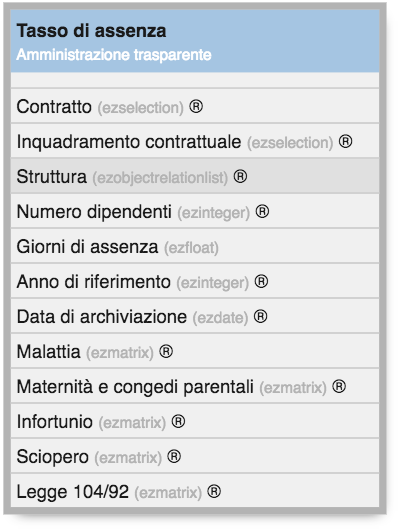 Tasso di assenza
Amministrazione trasparente
Contratto (ezselection) ®
Inquadramento contrattuale (ezselection) ®
Struttura (ezobjectrelationlist) ®
Numero dipendenti (ezinteger) ®
Giorni di assenza (ezfloat)
Anno di riferimento (ezinteger) ®
Data di archiviazione (ezdate) ®
Malattia (ezmatrix) ®
Maternità e congedi parentali (ezmatrix) ®
Infortunio (ezmatrix) ®
Sciopero (ezmatrix) ®
Legge 104/92 (ezmatrix) ®